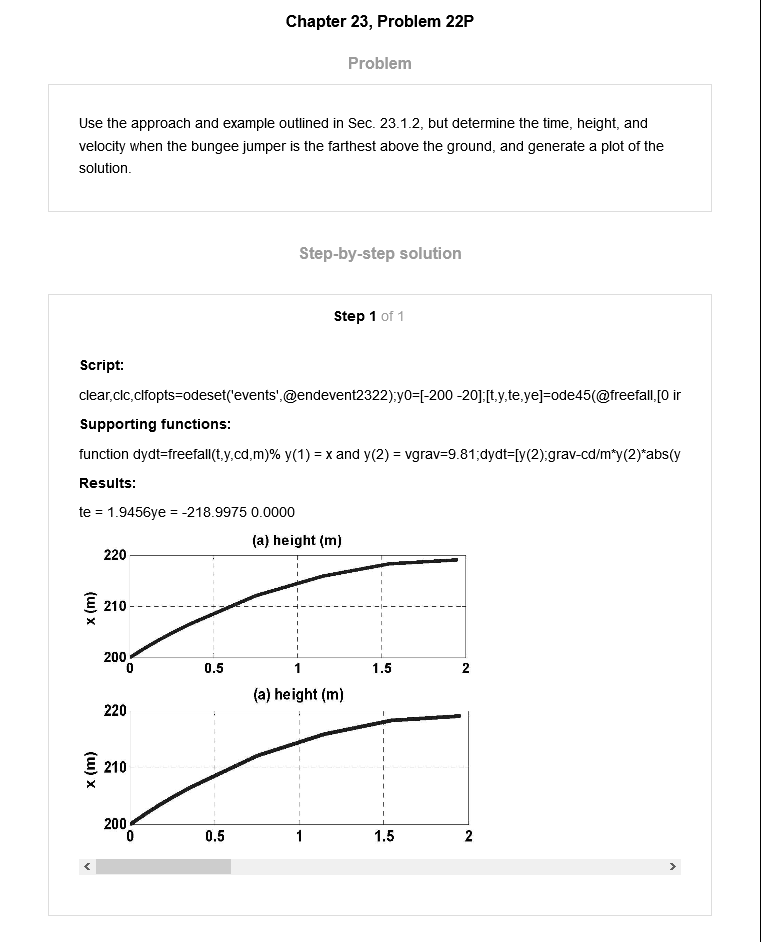 Chapter 23, Problem 22P
Problem
Use the approach and example outlined in Sec. 23.1.2, but determine the time, height, and
velocity when the bungee jumper is the farthest above the ground, and generate a plot of the
solution.
Step-by-step solution
Step 1 of 1
Script:
clear,clc,clfopts=odeset('events',@endevent2322);y0=[-200 -20];[t,y,te,ye]=ode45(@freefall,[0 ir
Supporting functions:
function dydt=freefall(t,y,cd,m)% y(1) = x and y(2) = vgrav=9.81;dydt=[y(2);grav-cd/m*y(2)*abs(y
Results:
te = 1.9456ye = -218.9975 0.0000
(a) height (m)
220
x (m)
210
200
0 0.5 1 1.5 2
(a) height (m)
220
x (m)
210
200
0 0.5 1 1.5 2